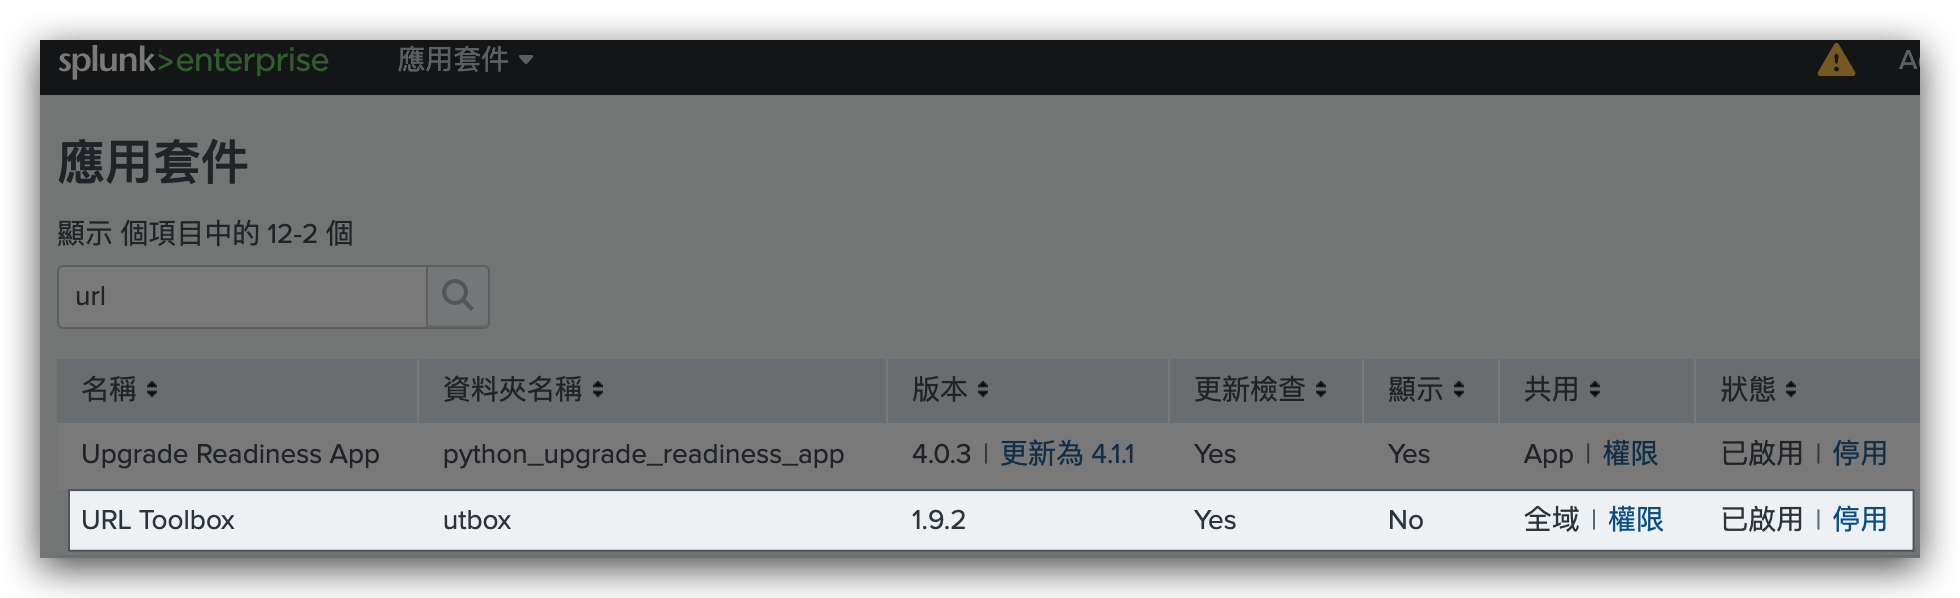 splunk>enterprise 應用套件
應用套件
顯示 個項目中的 12-2 個
url
名稱 資料夾名稱 版本 更新檢查 顯示 共用 狀態
Upgrade Readiness App python_upgrade_readiness_app 4.0.3 | 更新為 4.1.1 Yes Yes App | 權限 已啟用 | 停用
URL Toolbox utbox 1.9.2 Yes No 全域 | 權限 已啟用 | 停用